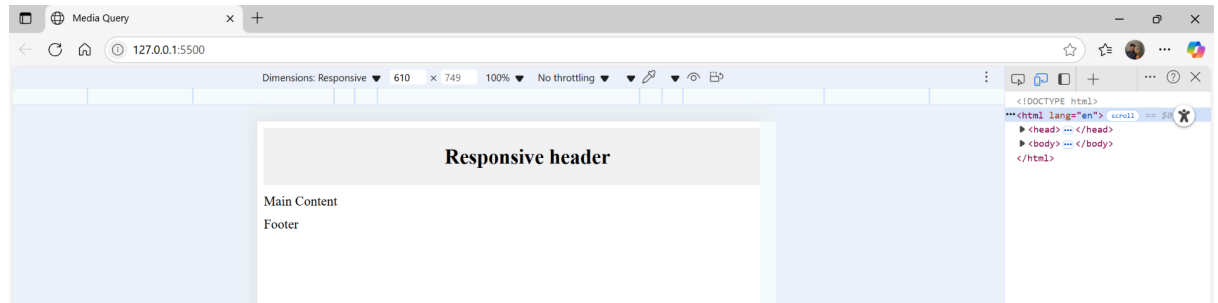 Media Query
127.0.0.1:5500
Dimensions: Responsive ▼ 610 × 749 100% ▼ No throttling ▼
<!DOCTYPE html>
<html lang="en"> scroll == $0
<head> … </head>
<body> … </body>
</html>
Responsive header
Main Content
Footer